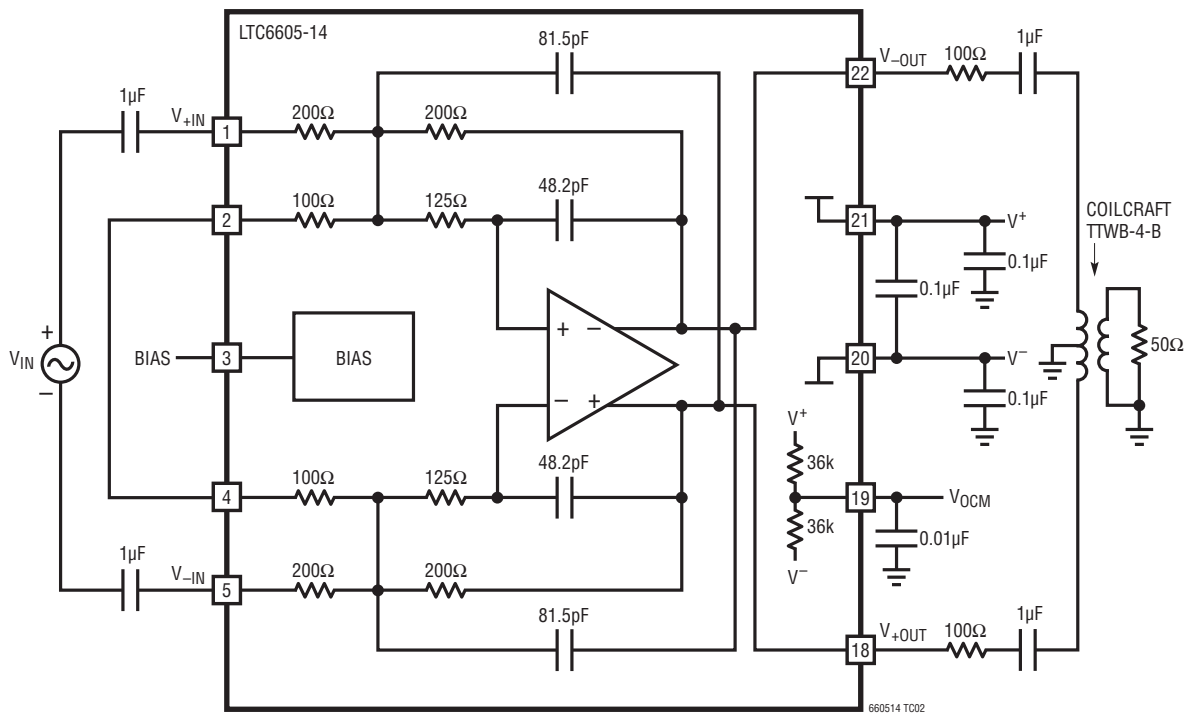 LTC6605-14
81.5pF
1µF
V–OUT
100Ω
1µF
22
1µF
V+IN
1
200Ω
200Ω
2
100Ω
125Ω
48.2pF
21
V+
COILCRAFT
TTWB-4-B
0.1µF
0.1µF
+
VIN
–
BIAS
3
BIAS
+
–
–
+
20
V–
50Ω
0.1µF
V+
36k
4
100Ω
125Ω
48.2pF
19
VOCM
36k
0.01µF
V–
1µF
V–IN
5
200Ω
200Ω
81.5pF
V+OUT
100Ω
1µF
18
660514 TC02